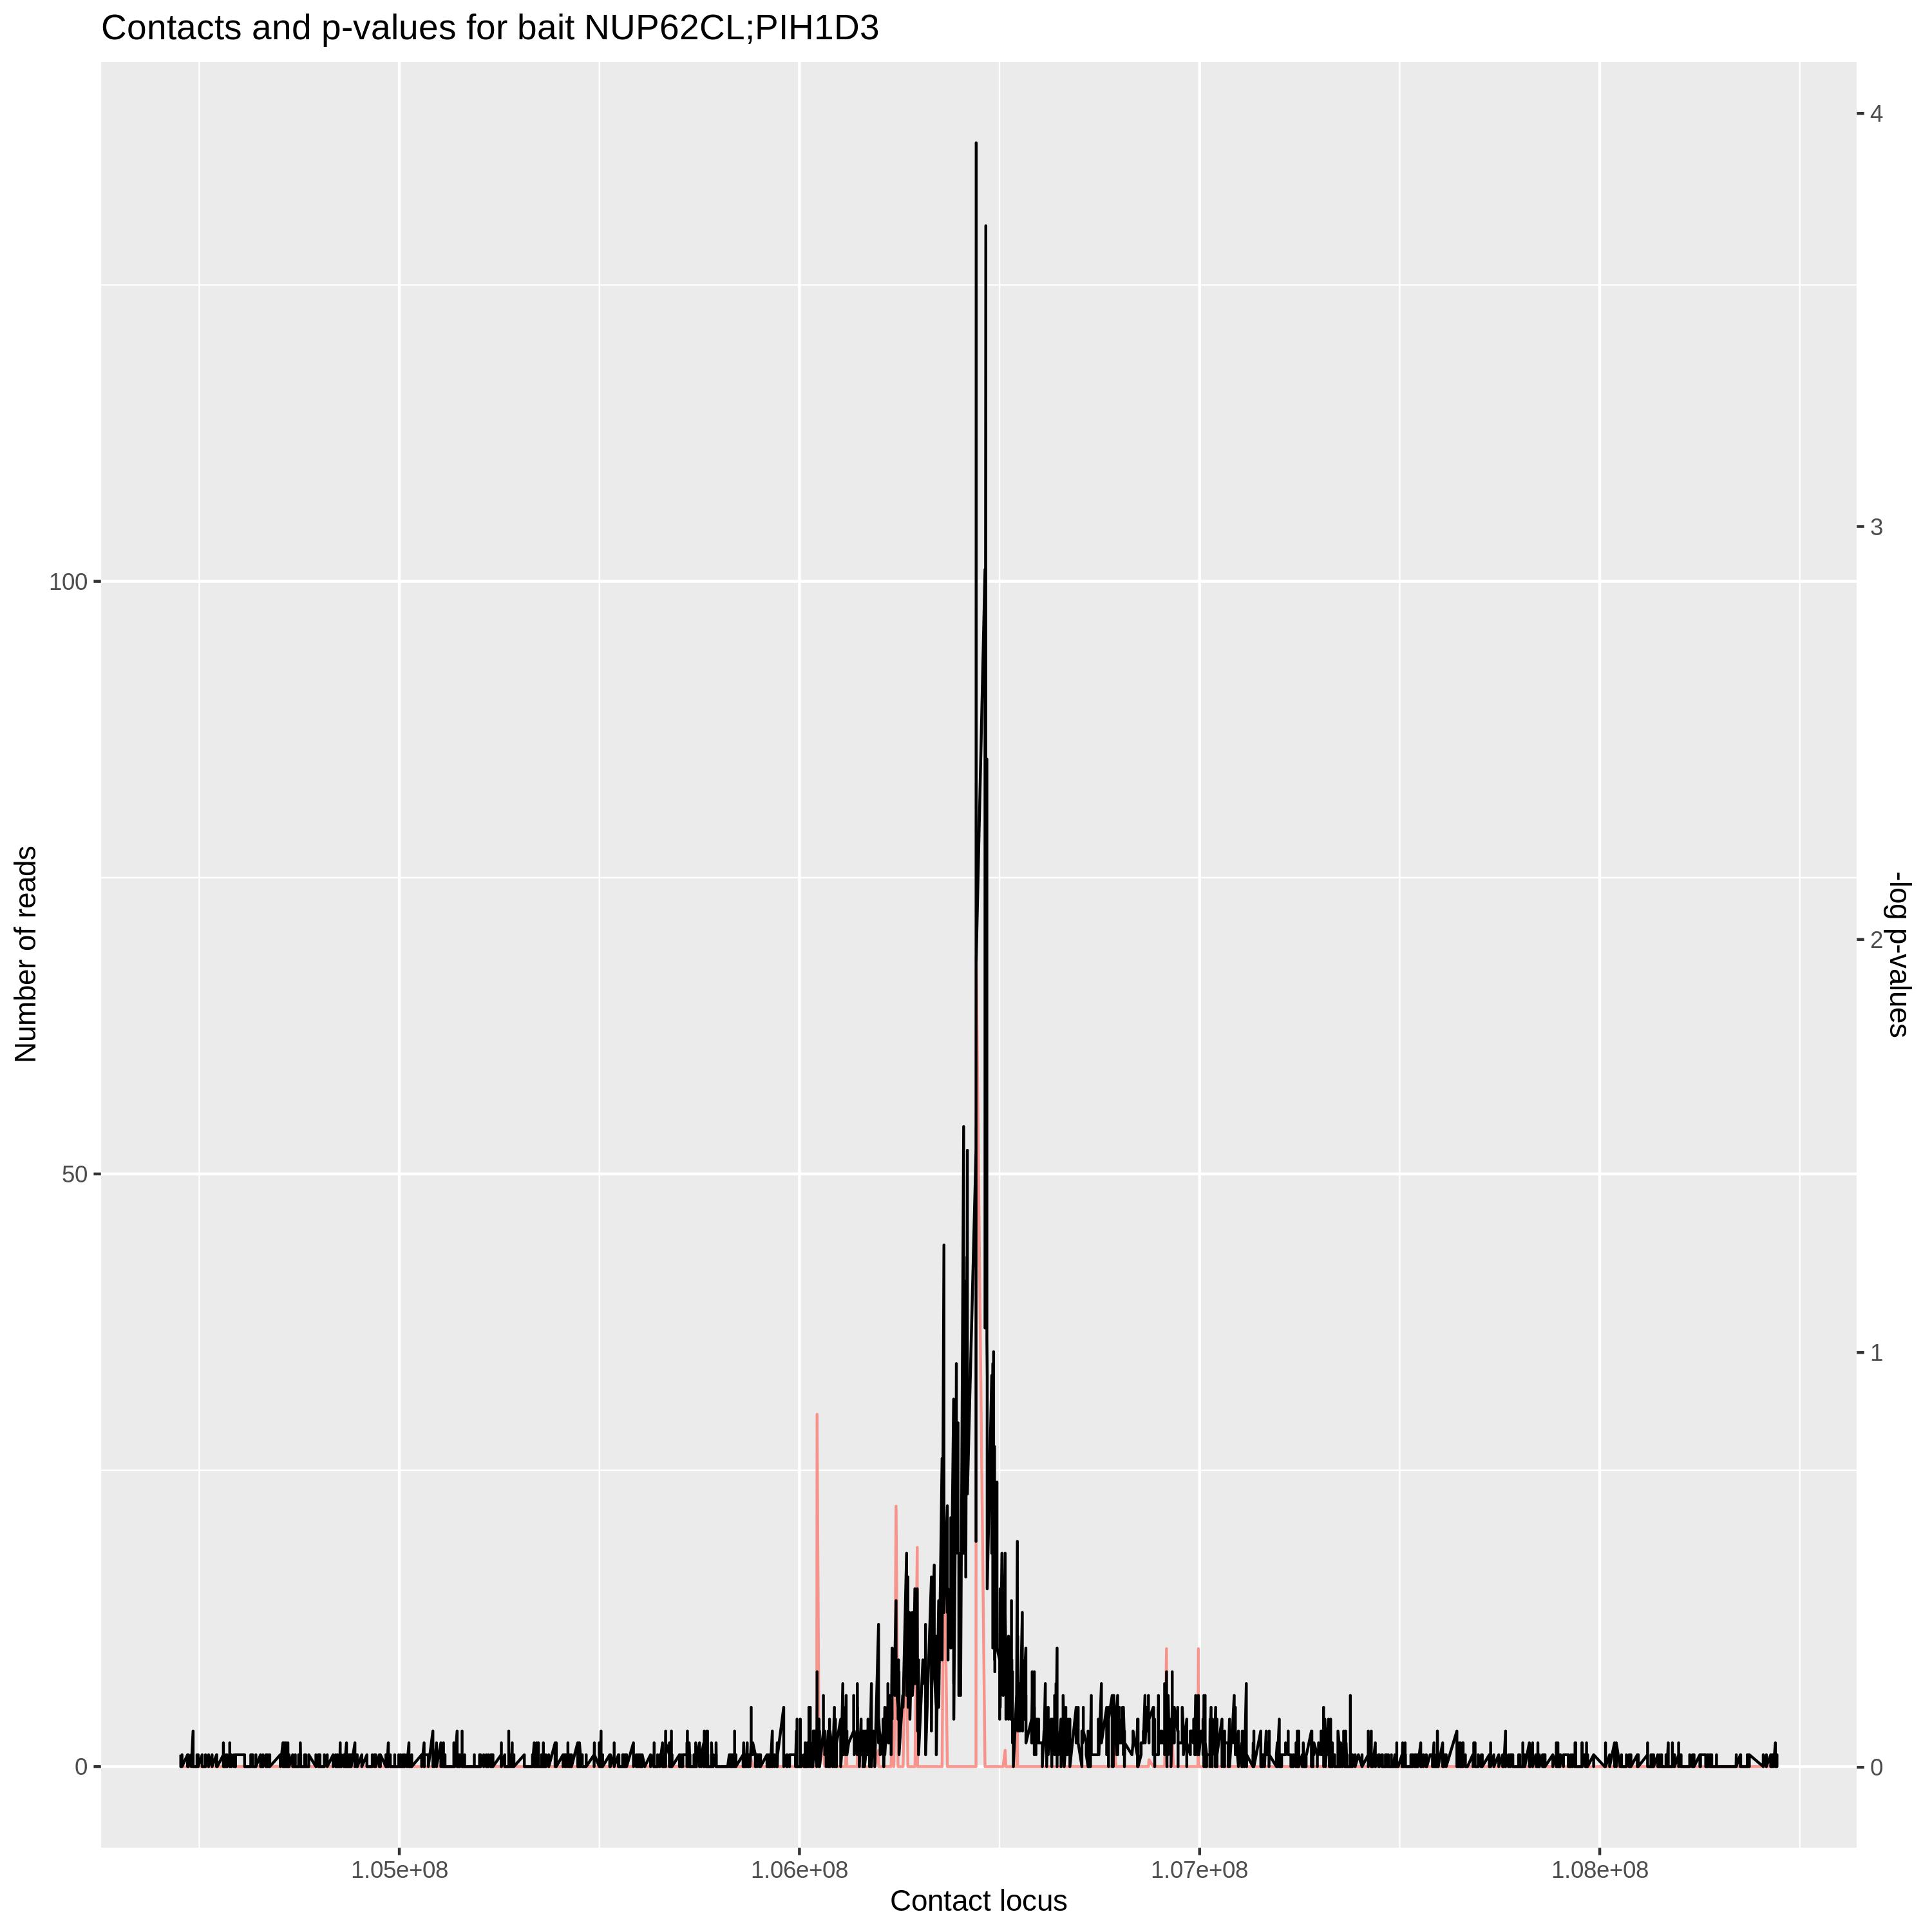 Contacts and p-values for bait NUP62CL;PIH1D3
4
3
2
1
0
100
50
0
Number of reads
-log p-values
1.05e+08
1.06e+08
1.07e+08
1.08e+08
Contact locus